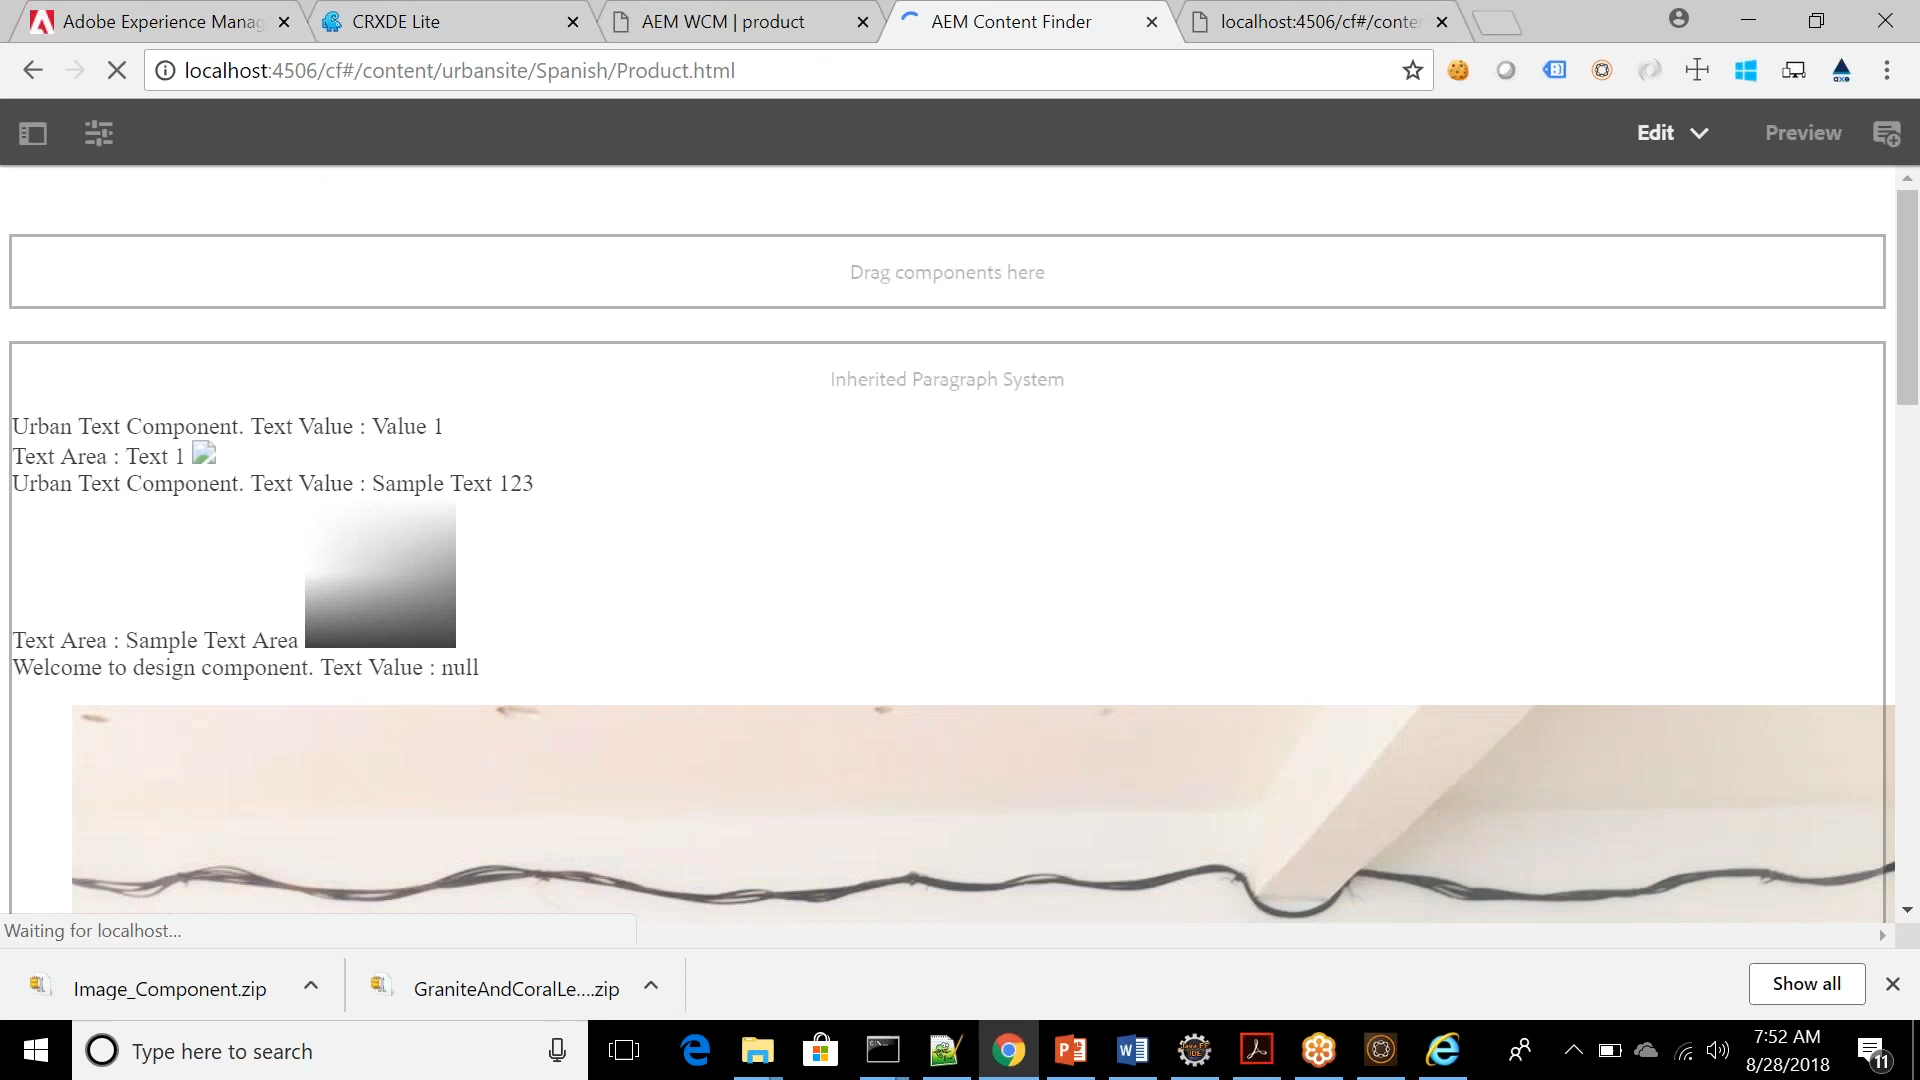 Adobe Experience Manag
CRXDE Lite
AEM WCM | product
AEM Content Finder
localhost:4506/cf#/conte
localhost:4506/cf#/content/urbansite/Spanish/Product.html
Edit
Preview
Drag components here
Inherited Paragraph System
Urban Text Component. Text Value : Value 1
Text Area : Text 1
Urban Text Component. Text Value : Sample Text 123
Text Area : Sample Text Area
Welcome to design component. Text Value : null
Waiting for localhost...
Image_Component.zip
GraniteAndCoralLe....zip
Show all
Type here to search
7:52 AM
8/28/2018
11